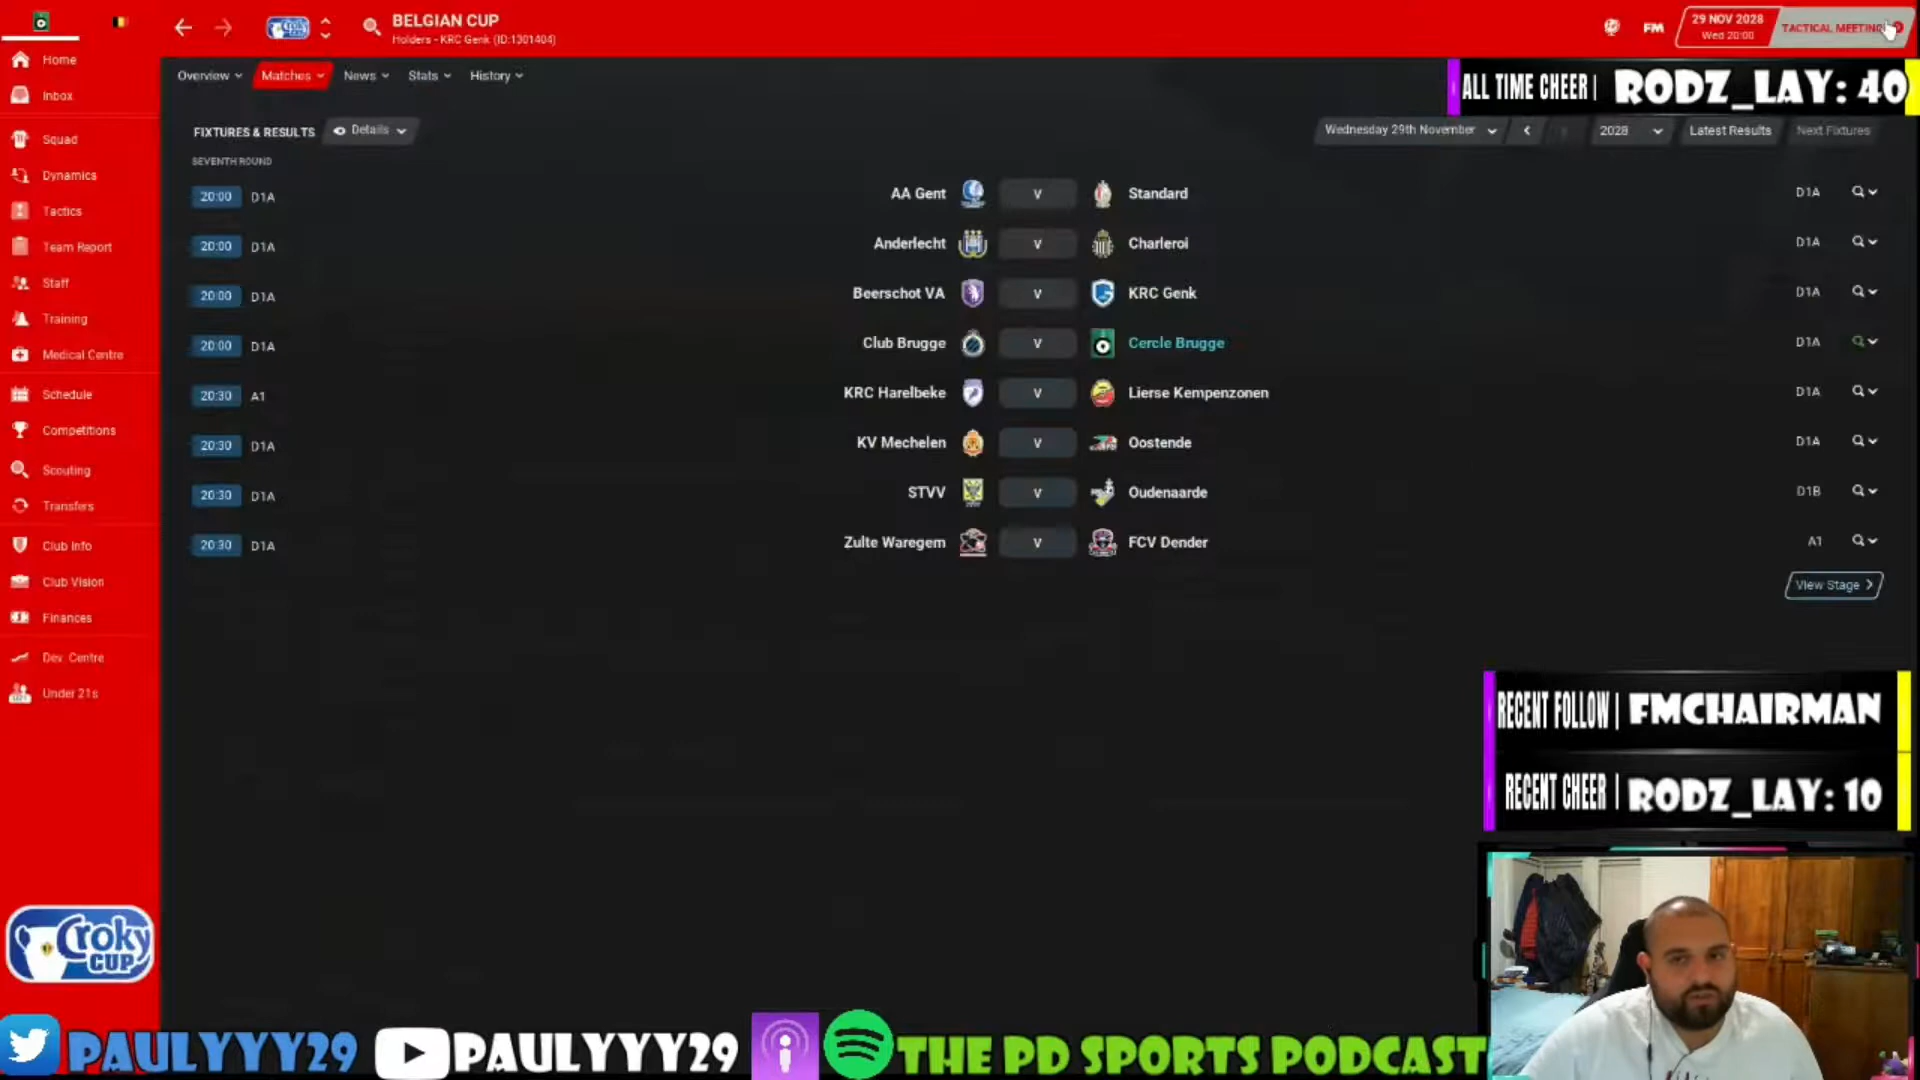 BELGIAN CUP
Holders - KRC Genk (ID:1301404)
FM
29 NOV 2028
Wed 20:00
TACTICAL MEETING
Home
Inbox
Squad
Dynamics
Tactics
Team Report
Staff
Training
Medical Centre
Schedule
Competitions
Scouting
Transfers
Club Info
Club Vision
Finances
Dev. Centre
Under 21s
Croky
CUP
Overview
Matches
News
Stats
History
ALL TIME CHEER | RODZ_LAY: 40
FIXTURES & RESULTS
Details
Wednesday 29th November
2028
Latest Results
Next Fixtures
SEVENTH ROUND
20:00 D1A AA Gent v Standard D1A
20:00 D1A Anderlecht v Charleroi D1A
20:00 D1A Beerschot VA v KRC Genk D1A
20:00 D1A Club Brugge v Cercle Brugge D1A
20:30 A1 KRC Harelbeke v Lierse Kempenzonen D1A
20:30 D1A KV Mechelen v Oostende D1A
20:30 D1A STVV v Oudenaarde D1B
20:30 D1A Zulte Waregem v FCV Dender A1
View Stage
RECENT FOLLOW | FMCHAIRMAN
RECENT CHEER | RODZ_LAY: 10
PAULYYY29 PAULYYY29 THE PD SPORTS PODCAST